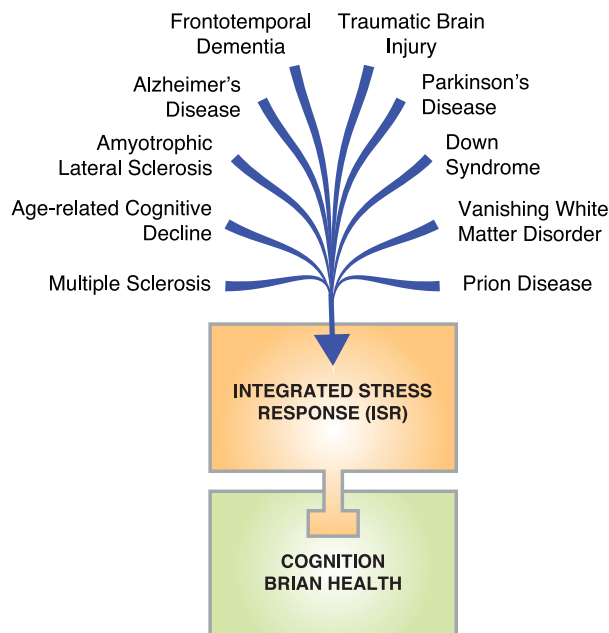 Frontotemporal
Dementia
Traumatic Brain
Injury
Alzheimer's
Disease
Parkinson's
Disease
Amyotrophic
Lateral Sclerosis
Down
Syndrome
Age-related Cognitive
Decline
Vanishing White
Matter Disorder
Multiple Sclerosis
Prion Disease
INTEGRATED STRESS
RESPONSE (ISR)
COGNITION
BRIAN HEALTH